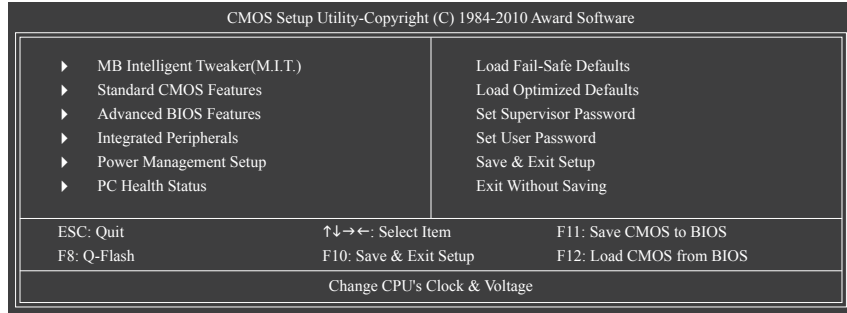 CMOS Setup Utility-Copyright (C) 1984-2010 Award Software
MB Intelligent Tweaker(M.I.T.)
Standard CMOS Features
Advanced BIOS Features
Integrated Peripherals
Power Management Setup
PC Health Status
Load Fail-Safe Defaults
Load Optimized Defaults
Set Supervisor Password
Set User Password
Save & Exit Setup
Exit Without Saving
ESC: Quit ↑↓→←: Select Item F11: Save CMOS to BIOS
F8: Q-Flash F10: Save & Exit Setup F12: Load CMOS from BIOS
Change CPU's Clock & Voltage